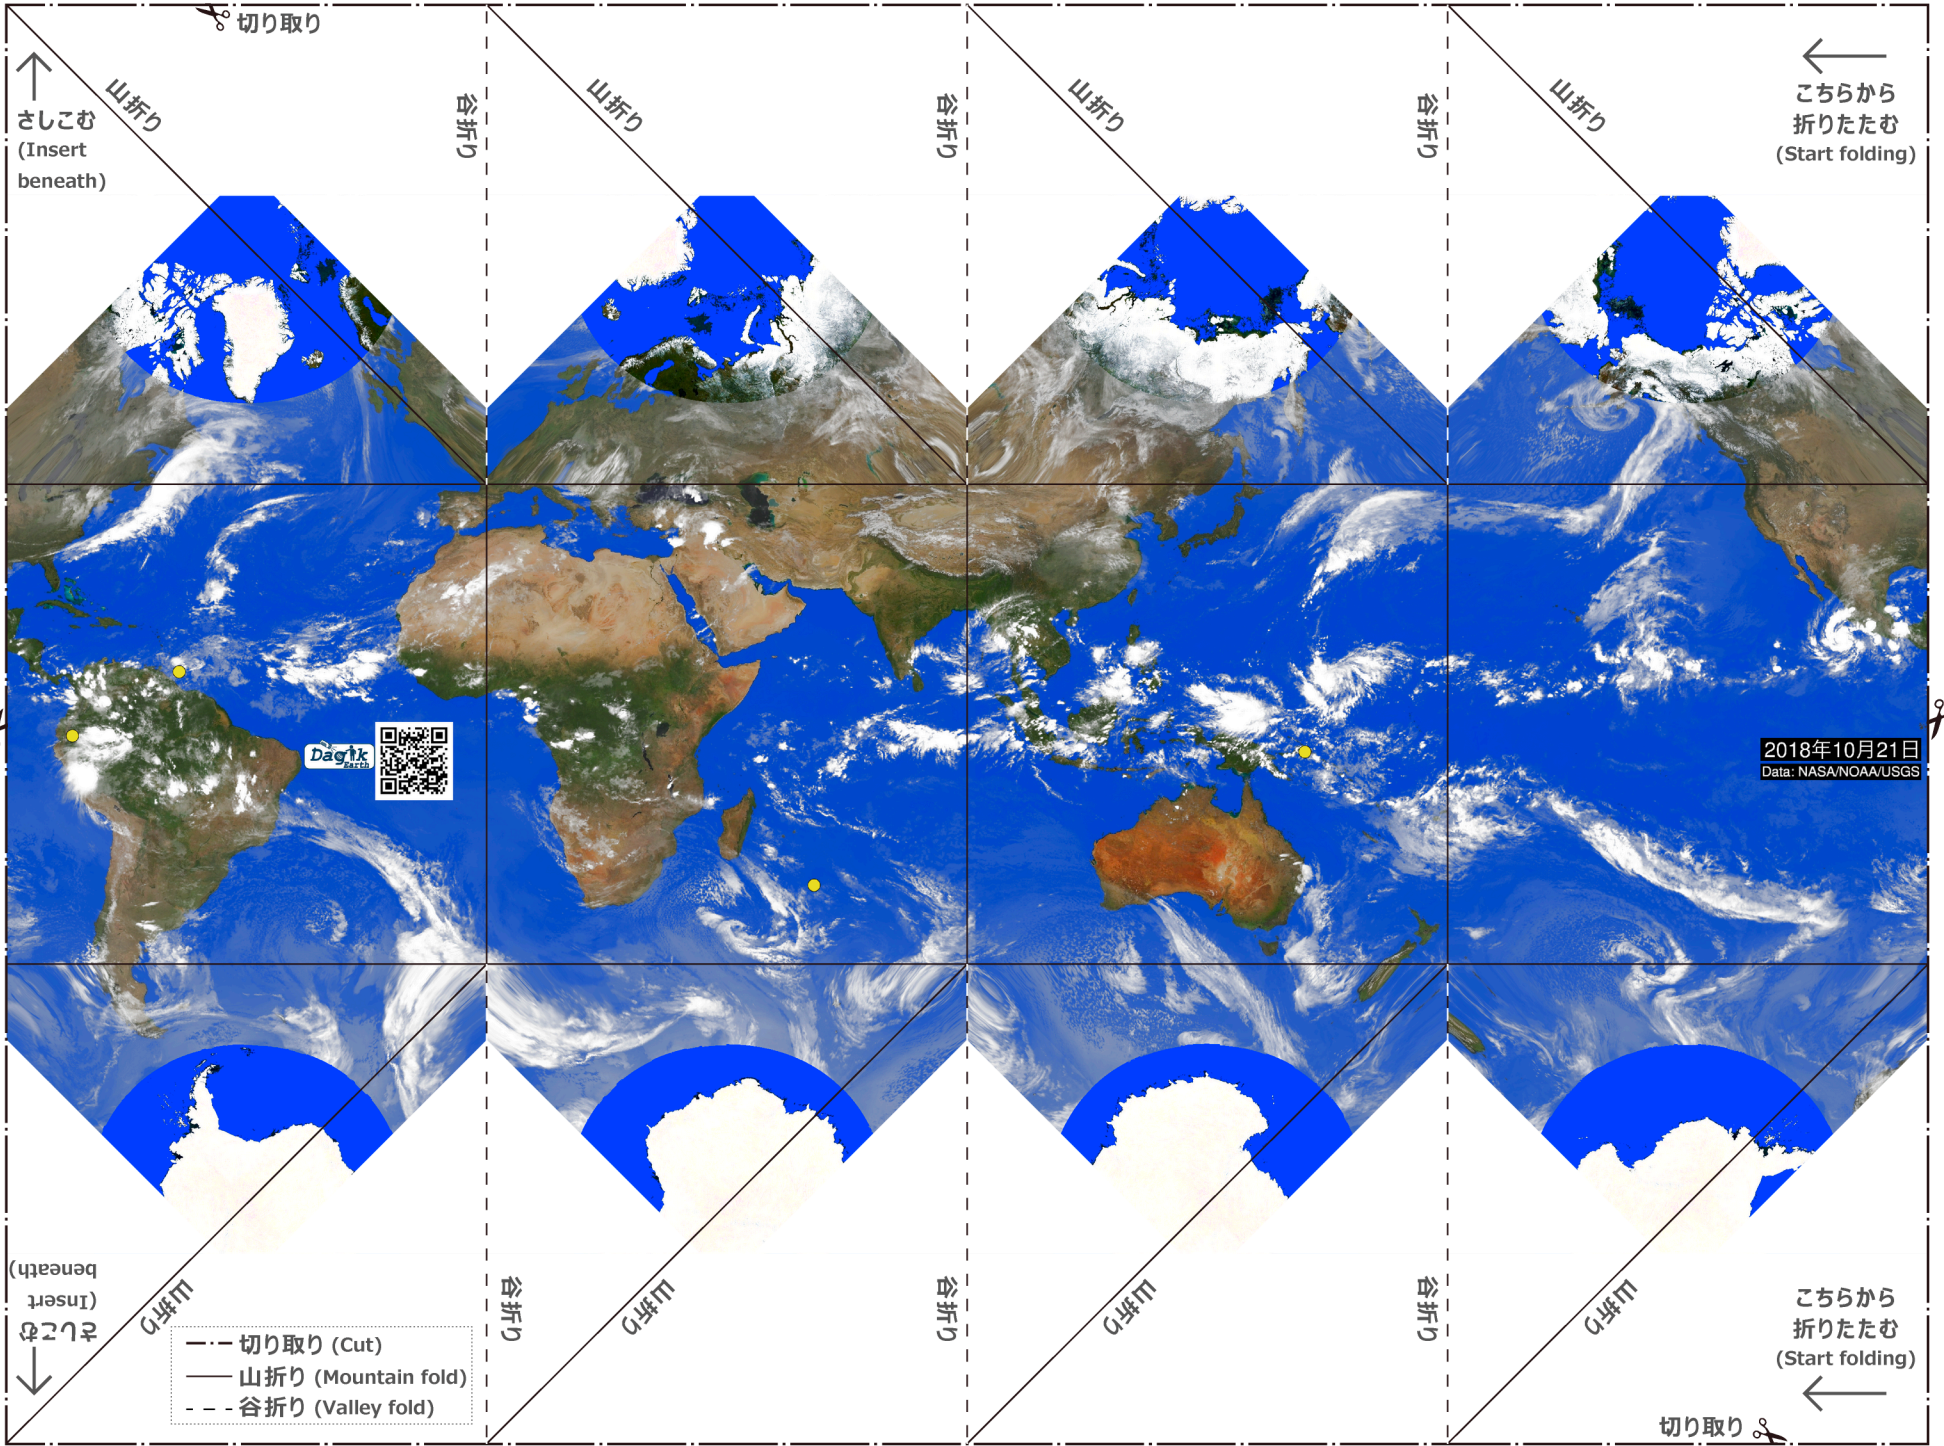 切り取り
さしこむ
(Insert
beneath)
山折り
谷折り
山折り
谷折り
山折り
谷折り
山折り
こちらから
折りたたむ
(Start folding)
Dagik
Earth
2018年10月21日
Data: NASA/NOAA/USGS
さしこむ
(Insert
beneath)
山折り
谷折り
山折り
谷折り
山折り
谷折り
山折り
こちらから
折りたたむ
(Start folding)
切り取り (Cut)
山折り (Mountain fold)
谷折り (Valley fold)
切り取り